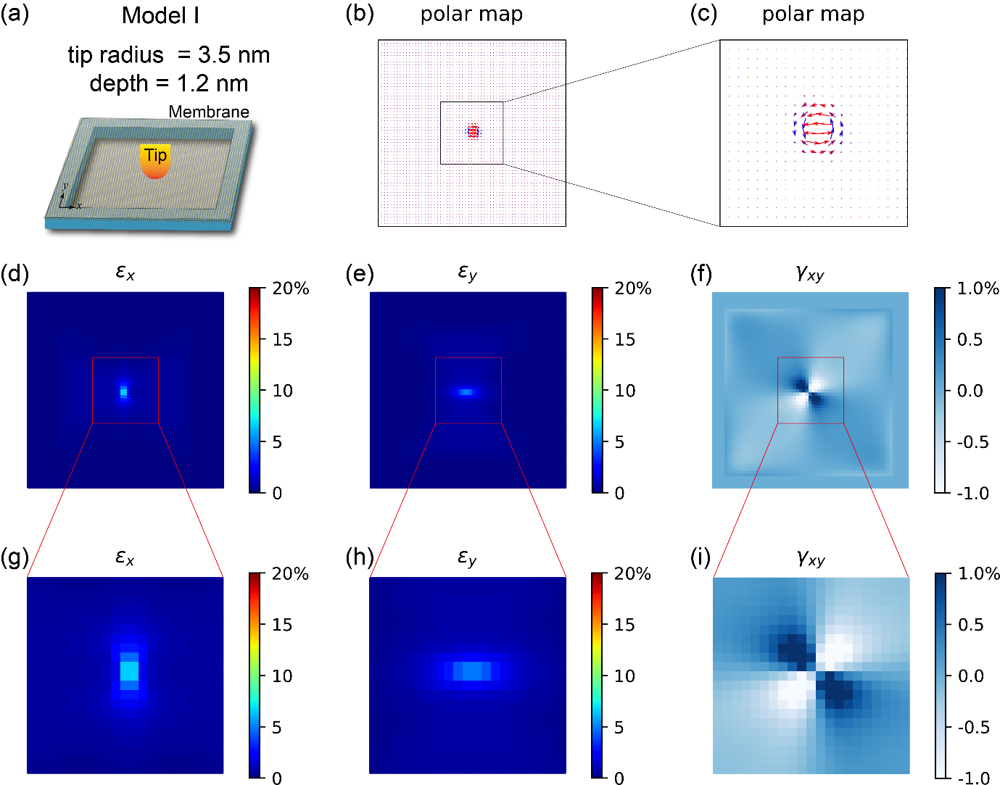 (a) Model I
tip radius = 3.5 nm
depth = 1.2 nm
Membrane
Tip
y
x
(b) polar map
(c) polar map
(d) εx
20%
15
10
5
0
(e) εy
20%
15
10
5
0
(f) γxy
1.0%
0.5
0.0
-0.5
-1.0
(g) εx
20%
15
10
5
0
(h) εy
20%
15
10
5
0
(i) γxy
1.0%
0.5
0.0
-0.5
-1.0